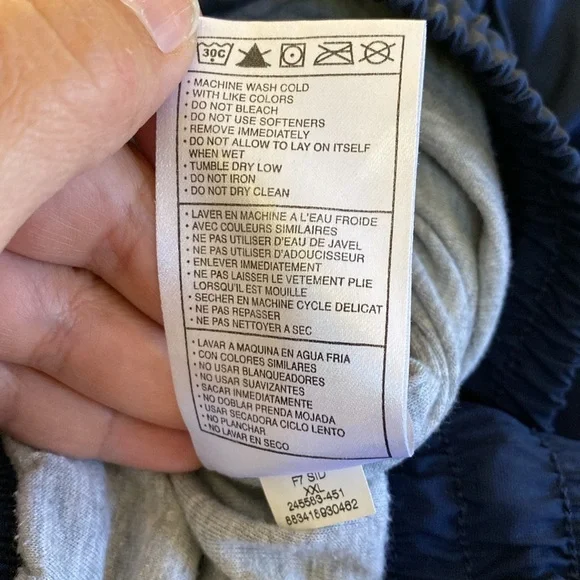 30C
• MACHINE WASH COLD
• WITH LIKE COLORS
• DO NOT BLEACH
• DO NOT USE SOFTENERS
• REMOVE IMMEDIATELY
• DO NOT ALLOW TO LAY ON ITSELF
WHEN WET
• TUMBLE DRY LOW
• DO NOT IRON
• DO NOT DRY CLEAN
• LAVER EN MACHINE A L'EAU FROIDE
• AVEC COULEURS SIMILAIRES
• NE PAS UTILISER D'EAU DE JAVEL
• NE PAS UTILISER D'ADOUCISSEUR
• ENLEVER IMMEDIATEMENT
• NE PAS LAISSER LE VETEMENT PLIE
LORSQU'IL EST MOUILLE
• SECHER EN MACHINE CYCLE DELICAT
• NE PAS REPASSER
• NE PAS NETTOYER A SEC
• LAVAR A MAQUINA EN AGUA FRIA
• CON COLORES SIMILARES
• NO USAR BLANQUEADORES
• NO USAR SUAVIZANTES
• SACAR INMEDIATAMENTE
• NO DOBLAR PRENDA MOJADA
• USAR SECADORA CICLO LENTO
• NO PLANCHAR
• NO LAVAR EN SECO
F7
XXL
245583-451
883418930462